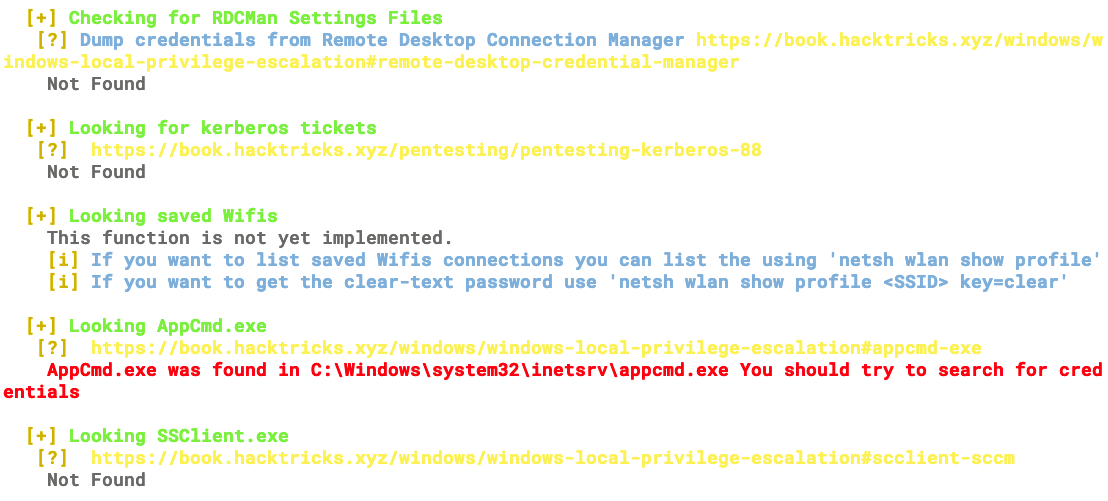 [+] Checking for RDCMan Settings Files
[?] Dump credentials from Remote Desktop Connection Manager https://book.hacktricks.xyz/windows/w
indows-local-privilege-escalation#remote-desktop-credential-manager
Not Found
[+] Looking for kerberos tickets
[?]  https://book.hacktricks.xyz/pentesting/pentesting-kerberos-88
Not Found
[+] Looking saved Wifis
This function is not yet implemented.
[i] If you want to list saved Wifis connections you can list the using 'netsh wlan show profile'
[i] If you want to get the clear-text password use 'netsh wlan show profile <SSID> key=clear'
[+] Looking AppCmd.exe
[?]  https://book.hacktricks.xyz/windows/windows-local-privilege-escalation#appcmd-exe
AppCmd.exe was found in C:\Windows\system32\inetsrv\appcmd.exe You should try to search for cred
entials
[+] Looking SSClient.exe
[?]  https://book.hacktricks.xyz/windows/windows-local-privilege-escalation#scclient-sccm
Not Found